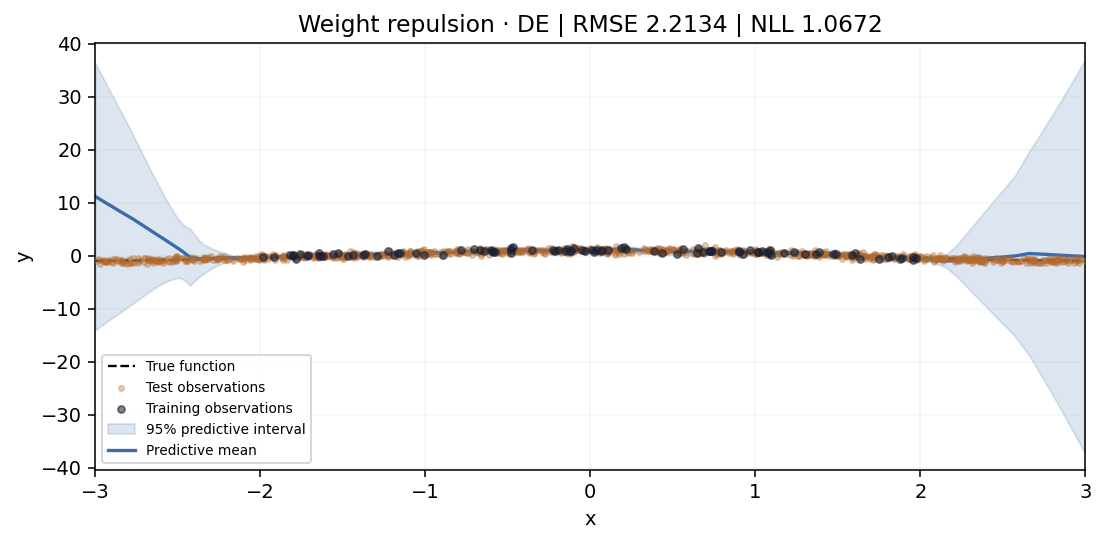 Weight repulsion · DE | RMSE 2.2134 | NLL 1.0672
40
30
20
10
0
−10
−20
−30
−40
y
True function
Test observations
Training observations
95% predictive interval
Predictive mean
−3
−2
−1
0
1
2
3
x